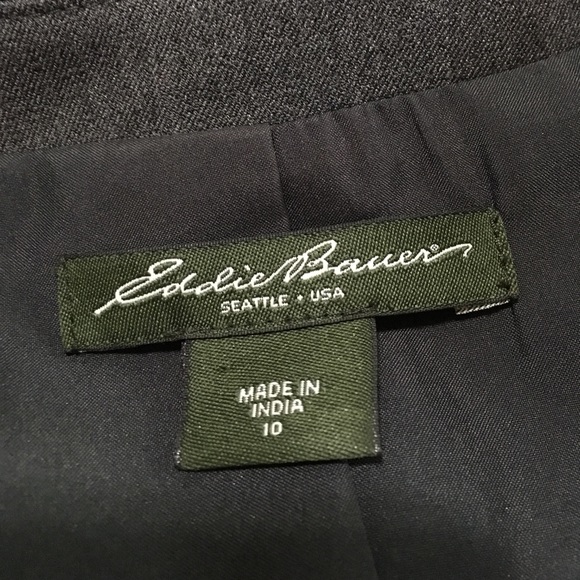 Eddie Bauer®
SEATTLE • USA
MADE IN
INDIA
10